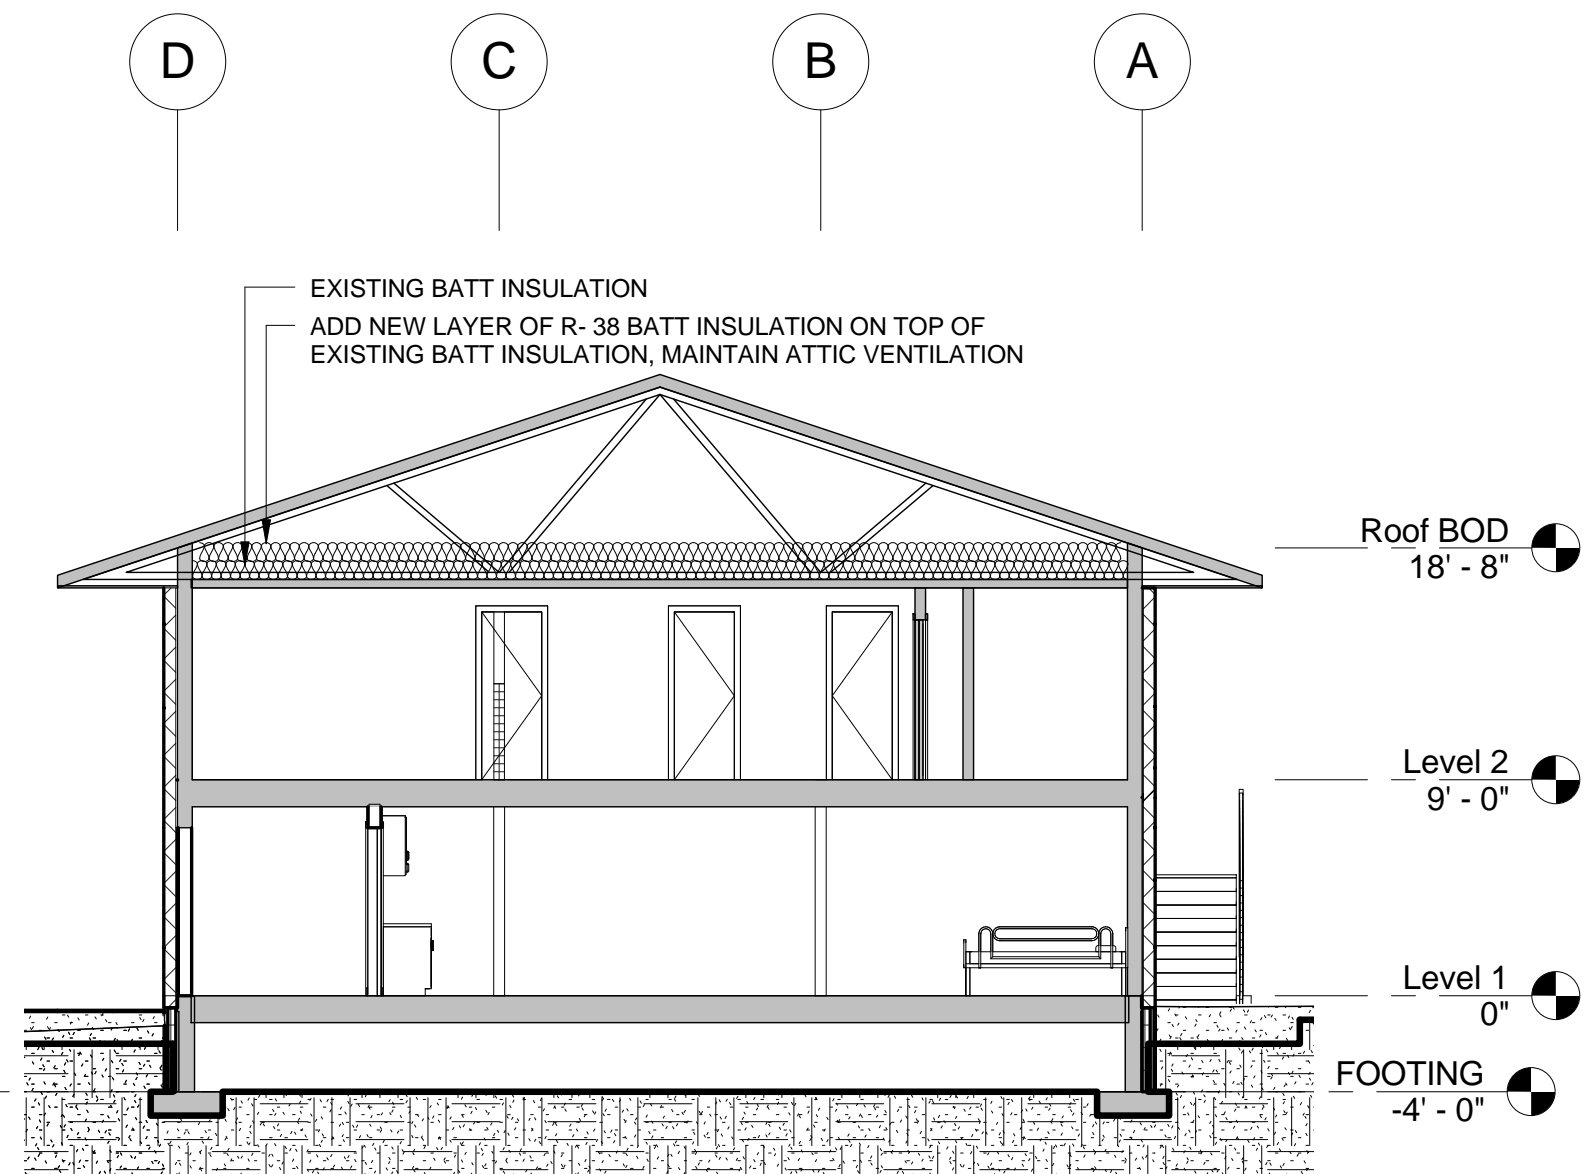 D
C
B
A
EXISTING BATT INSULATION
ADD NEW LAYER OF R- 38 BATT INSULATION ON TOP OF
EXISTING BATT INSULATION, MAINTAIN ATTIC VENTILATION
Roof BOD
18' - 8"
Level 2
9' - 0"
Level 1
0"
FOOTING
-4' - 0"